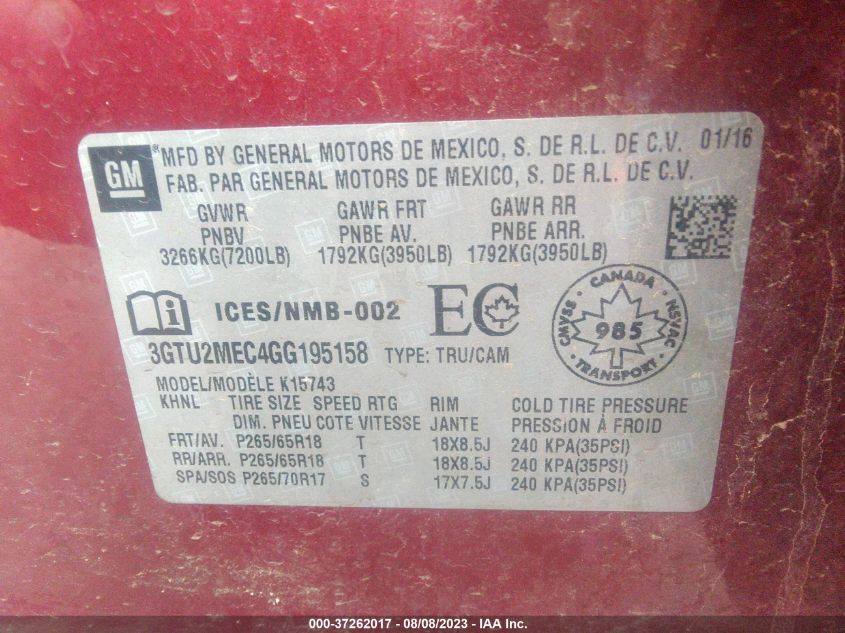 GM
MFD BY GENERAL MOTORS DE MEXICO, S. DE R.L. DE C.V. 01/16
FAB. PAR GENERAL MOTORS DE MEXICO, S. DE R.L. DE C.V.
GVWR GAWR FRT GAWR RR
PNBV PNBE AV. PNBE ARR.
3266KG(7200LB) 1792KG(3950LB) 1792KG(3950LB)
ICES/NMB-002 EC
CANADA
CMVSS 985 NSVAC
TRANSPORT
3GTU2MEC4GG195158 TYPE: TRU/CAM
MODEL/MODÈLE K15743
KHNL TIRE SIZE SPEED RTG RIM COLD TIRE PRESSURE
DIM. PNEU COTE VITESSE JANTE PRESSION À FROID
FRT/AV. P265/65R18 T 18X8.5J 240 KPA(35PSI)
RR/ARR. P265/65R18 T 18X8.5J 240 KPA(35PSI)
SPA/SOS P265/70R17 S 17X7.5J 240 KPA(35PSI)
000-37262017 - 08/08/2023 - IAA Inc.